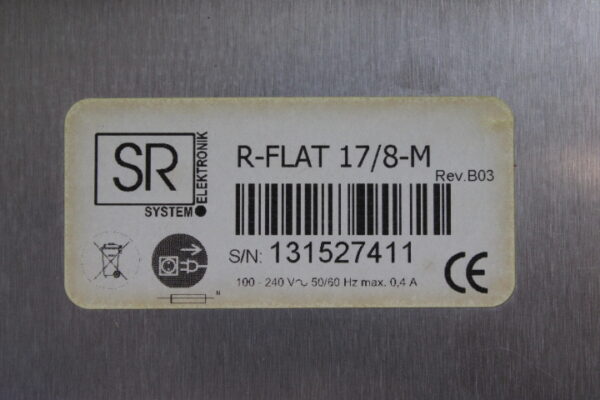 SR
SYSTEM
ELEKTRONIK
R-FLAT 17/8-M
Rev.B03
S/N: 131527411
100 - 240 V~ 50/60 Hz max. 0,4 A
CE